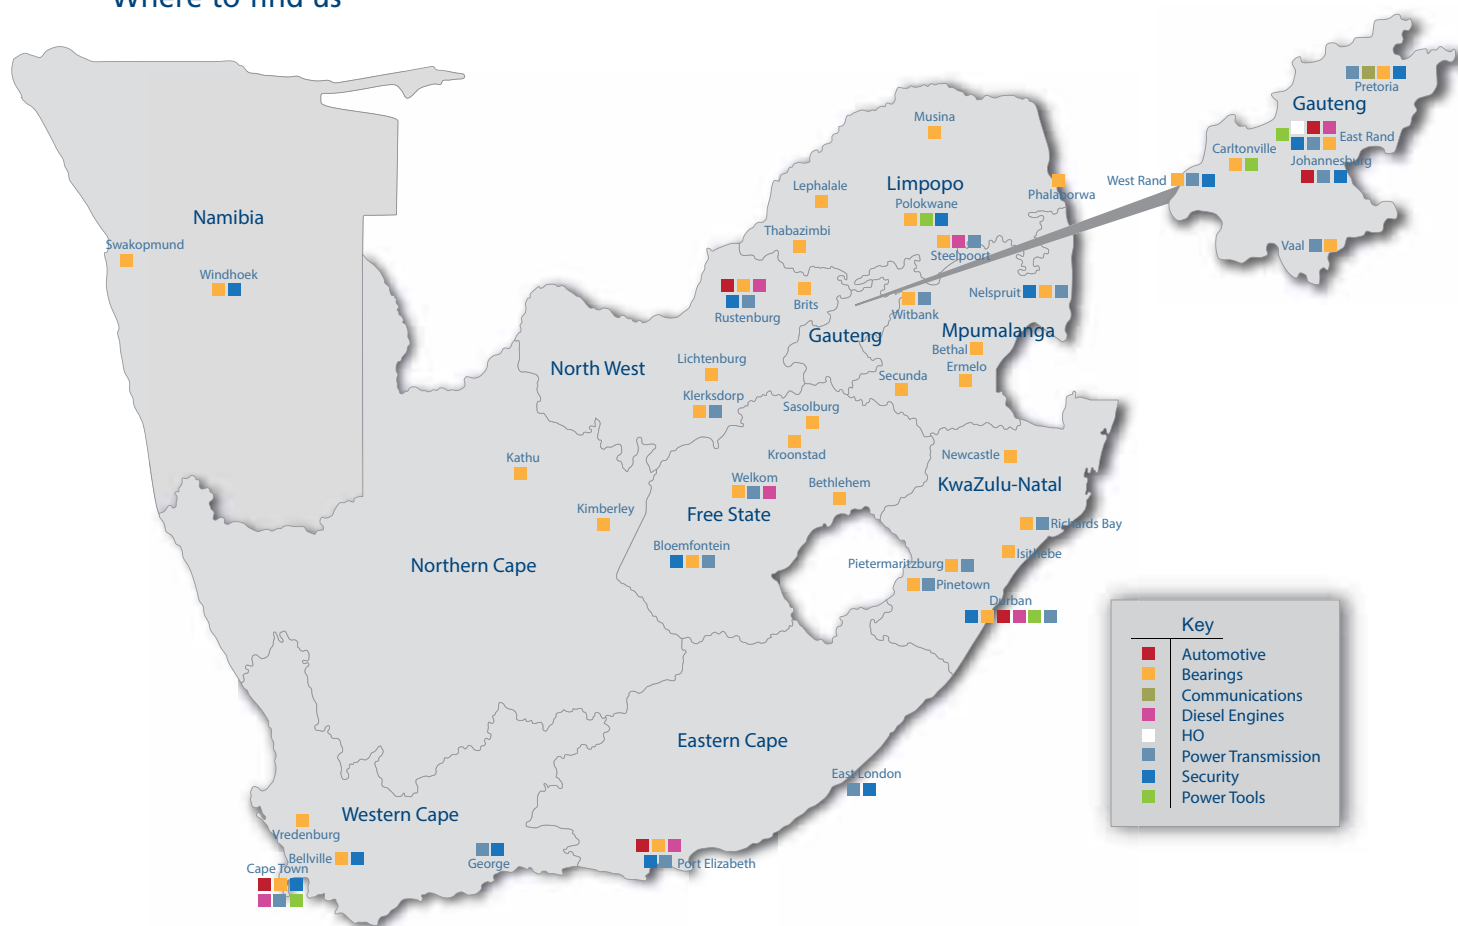 Where to find us
Pretoria
Gauteng
East Rand
Carltonville
Johannesburg
West Rand
Vaal
Musina
Limpopo
Lephalale
Phalaborwa
Polokwane
Thabazimbi
Steelpoort
Namibia
Swakopmund
Windhoek
Nelspruit
Brits
Witbank
Rustenburg
Gauteng
Mpumalanga
Bethal
Ermelo
Secunda
North West
Lichtenburg
Klerksdorp
Sasolburg
Kroonstad
Newcastle
Kathu
Welkom
Bethlehem
KwaZulu-Natal
Kimberley
Free State
Richards Bay
Bloemfontein
Isithebe
Northern Cape
Pietermaritzburg
Pinetown
Durban
Key
Automotive
Bearings
Communications
Diesel Engines
HO
Power Transmission
Security
Power Tools
Eastern Cape
East London
Western Cape
Vredenburg
Bellville
George
Port Elizabeth
Cape Town